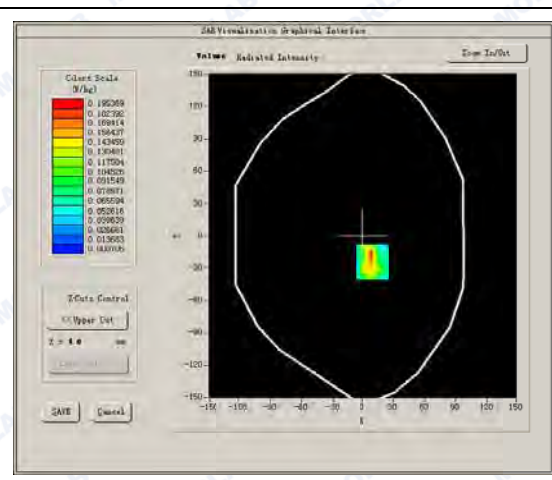 SAR Visualisation Graphical Interface
Volume Radiated Intensity
Zoom In/Out
Colors Scale
(W/kg)
0.195369
0.182392
0.169414
0.156437
0.143459
0.130481
0.117504
0.104526
0.091549
0.078571
0.065594
0.052616
0.039639
0.026661
0.013683
Z-Cuts Control
<< Upper Cut
Z = 4.0 mm
SAVE
Cancel
150-
120-
90-
60-
30-
0-
-30-
-60-
-90-
-120-
-150-
-150 -100 -90 -60 -30 0 30 60 90 120 150
X